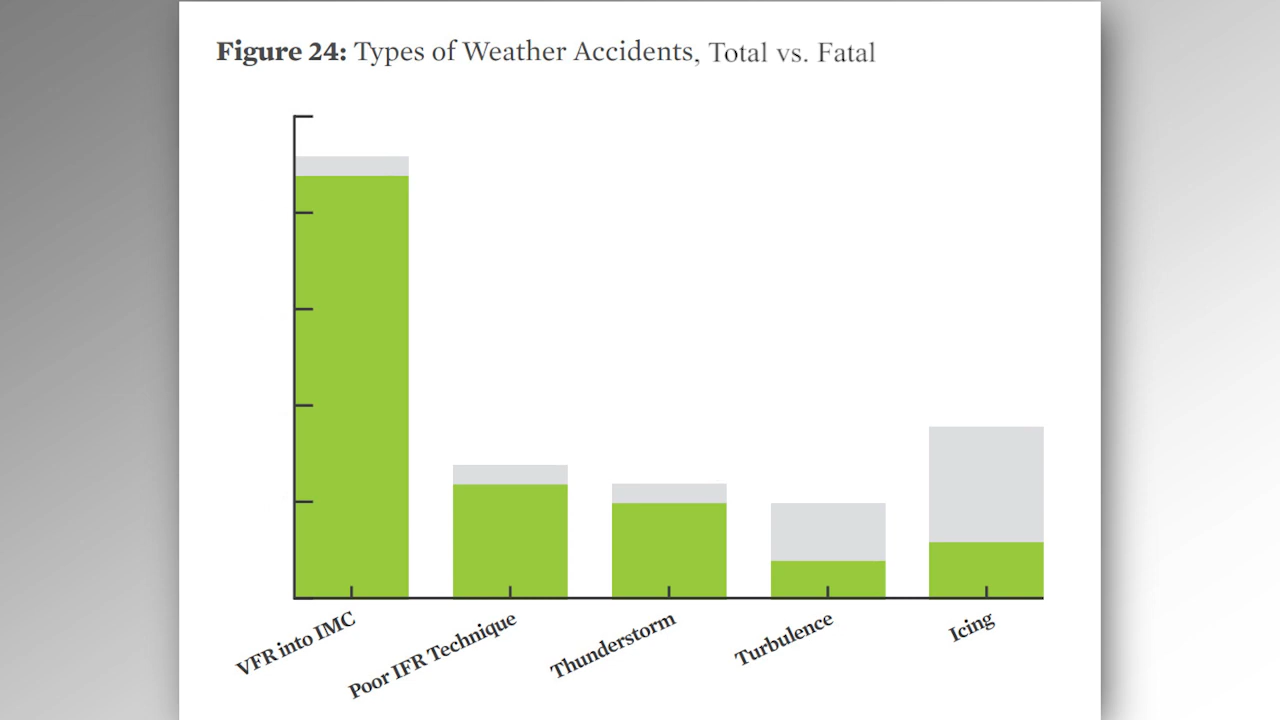 Figure 24: Types of Weather Accidents, Total vs. Fatal
VFR into IMC
Poor IFR Technique
Thunderstorm
Turbulence
Icing